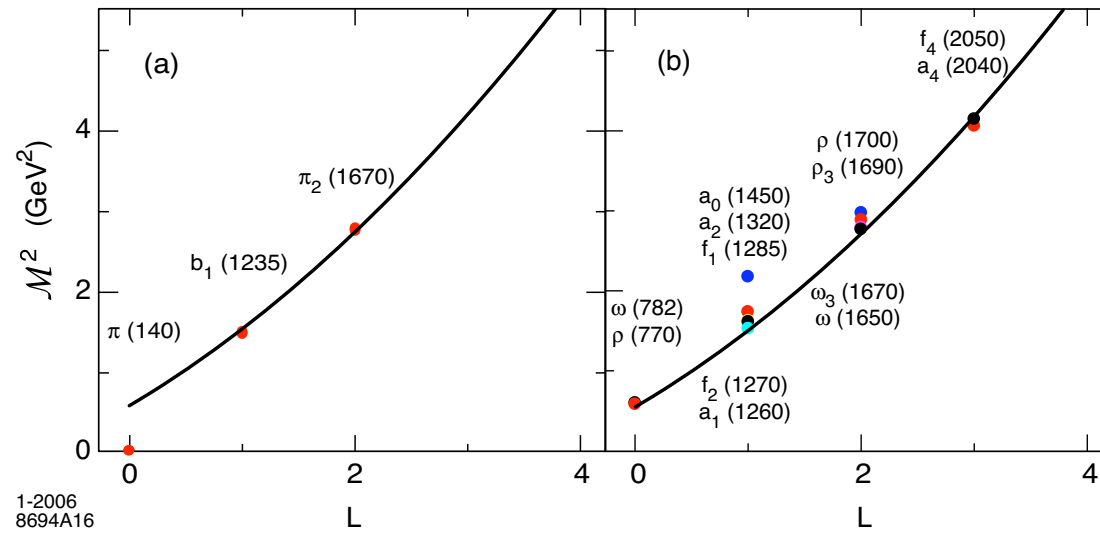 (a)
π₂ (1670)
b₁ (1235)
π (140)
ℳ² (GeV²)
4
2
0
0
2
4
L
(b)
f₄ (2050)
a₄ (2040)
ρ (1700)
ρ₃ (1690)
a₀ (1450)
a₂ (1320)
f₁ (1285)
ω₃ (1670)
ω (1650)
ω (782)
ρ (770)
f₂ (1270)
a₁ (1260)
0
2
4
L
1-2006
8694A16